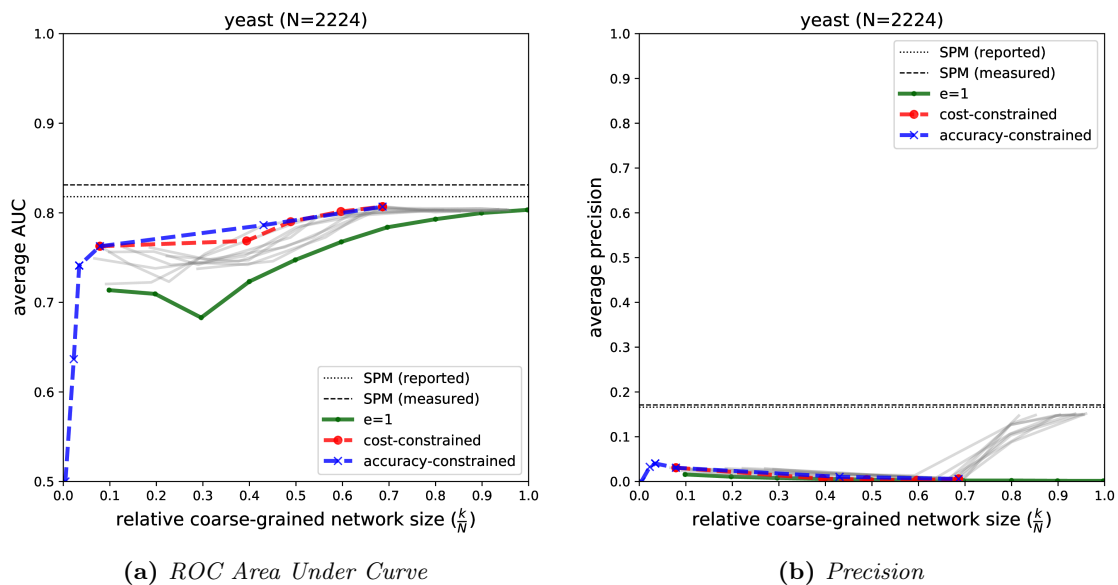 yeast (N=2224)
1.0
0.9
0.8
0.7
0.6
0.5
average AUC
SPM (reported)
SPM (measured)
e=1
cost-constrained
accuracy-constrained
0.0 0.1 0.2 0.3 0.4 0.5 0.6 0.7 0.8 0.9 1.0
relative coarse-grained network size (k/N)
(a) ROC Area Under Curve
yeast (N=2224)
1.0
0.9
0.8
0.7
0.6
0.5
0.4
0.3
0.2
0.1
0.0
average precision
SPM (reported)
SPM (measured)
e=1
cost-constrained
accuracy-constrained
0.0 0.1 0.2 0.3 0.4 0.5 0.6 0.7 0.8 0.9 1.0
relative coarse-grained network size (k/N)
(b) Precision